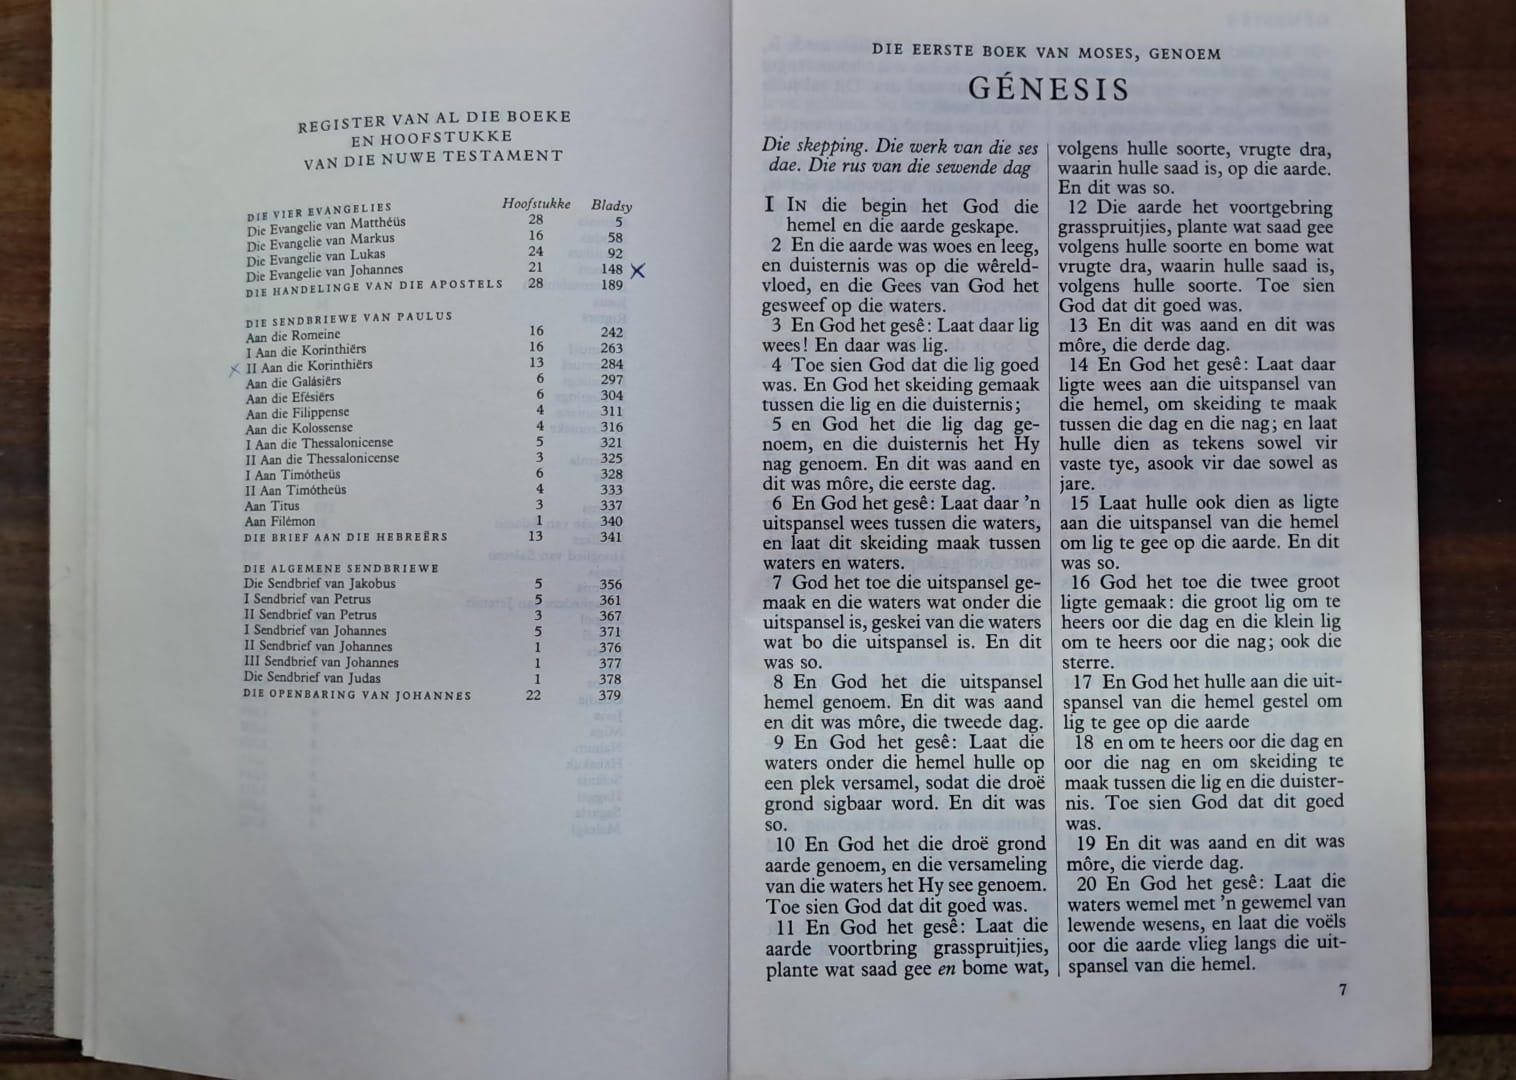 REGISTER VAN AL DIE BOEKE
EN HOOFSTUKKE
VAN DIE NUWE TESTAMENT
Hoofstukke Bladsy
DIE VIER EVANGELIES
Die Evangelie van Matthéüs 28 5
Die Evangelie van Markus 16 58
Die Evangelie van Lukas 24 92
Die Evangelie van Johannes 21 148 X
DIE HANDELINGE VAN DIE APOSTELS 28 189
DIE SENDBRIEWE VAN PAULUS
Aan die Romeine 16 242
I Aan die Korinthiërs 16 263
X II Aan die Korinthiërs 13 284
Aan die Galásiërs 6 297
Aan die Efésiërs 6 304
Aan die Filippense 4 311
Aan die Kolossense 4 316
I Aan die Thessalonicense 5 321
II Aan die Thessalonicense 3 325
I Aan Timótheüs 6 328
II Aan Timótheüs 4 333
Aan Titus 3 337
Aan Filémon 1 340
DIE BRIEF AAN DIE HEBREËRS 13 341
DIE ALGEMENE SENDBRIEWE
Die Sendbrief van Jakobus 5 356
I Sendbrief van Petrus 5 361
II Sendbrief van Petrus 3 367
I Sendbrief van Johannes 5 371
II Sendbrief van Johannes 1 376
III Sendbrief van Johannes 1 377
Die Sendbrief van Judas 1 378
DIE OPENBARING VAN JOHANNES 22 379
DIE EERSTE BOEK VAN MOSES, GENOEM
GÉNESIS
Die skepping. Die werk van die ses
dae. Die rus van die sewende dag
I IN die begin het God die
hemel en die aarde geskape.
2 En die aarde was woes en leeg,
en duisternis was op die wêreld-
vloed, en die Gees van God het
gesweef op die waters.
3 En God het gesê: Laat daar lig
wees! En daar was lig.
4 Toe sien God dat die lig goed
was. En God het skeiding gemaak
tussen die lig en die duisternis;
5 en God het die lig dag ge-
noem, en die duisternis het Hy
nag genoem. En dit was aand en
dit was môre, die eerste dag.
6 En God het gesê: Laat daar 'n
uitspansel wees tussen die waters,
en laat dit skeiding maak tussen
waters en waters.
7 God het toe die uitspansel ge-
maak en die waters wat onder die
uitspansel is, geskei van die waters
wat bo die uitspansel is. En dit
was so.
8 En God het die uitspansel
hemel genoem. En dit was aand
en dit was môre, die tweede dag.
9 En God het gesê: Laat die
waters onder die hemel hulle op
een plek versamel, sodat die droë
grond sigbaar word. En dit was
so.
10 En God het die droë grond
aarde genoem, en die versameling
van die waters het Hy see genoem.
Toe sien God dat dit goed was.
11 En God het gesê: Laat die
aarde voortbring grasspruitjies,
plante wat saad gee en bome wat,
volgens hulle soorte, vrugte dra,
waarin hulle saad is, op die aarde.
En dit was so.
12 Die aarde het voortgebring
grasspruitjies, plante wat saad gee
volgens hulle soorte en bome wat
vrugte dra, waarin hulle saad is,
volgens hulle soorte. Toe sien
God dat dit goed was.
13 En dit was aand en dit was
môre, die derde dag.
14 En God het gesê: Laat daar
ligte wees aan die uitspansel van
die hemel, om skeiding te maak
tussen die dag en die nag; en laat
hulle dien as tekens sowel vir
vaste tye, asook vir dae sowel as
jare.
15 Laat hulle ook dien as ligte
aan die uitspansel van die hemel
om lig te gee op die aarde. En dit
was so.
16 God het toe die twee groot
ligte gemaak: die groot lig om te
heers oor die dag en die klein lig
om te heers oor die nag; ook die
sterre.
17 En God het hulle aan die uit-
spansel van die hemel gestel om
lig te gee op die aarde
18 en om te heers oor die dag en
oor die nag en om skeiding te
maak tussen die lig en die duister-
nis. Toe sien God dat dit goed
was.
19 En dit was aand en dit was
môre, die vierde dag.
20 En God het gesê: Laat die
waters wemel met 'n gewemel van
lewende wesens, en laat die voëls
oor die aarde vlieg langs die uit-
spansel van die hemel.
7